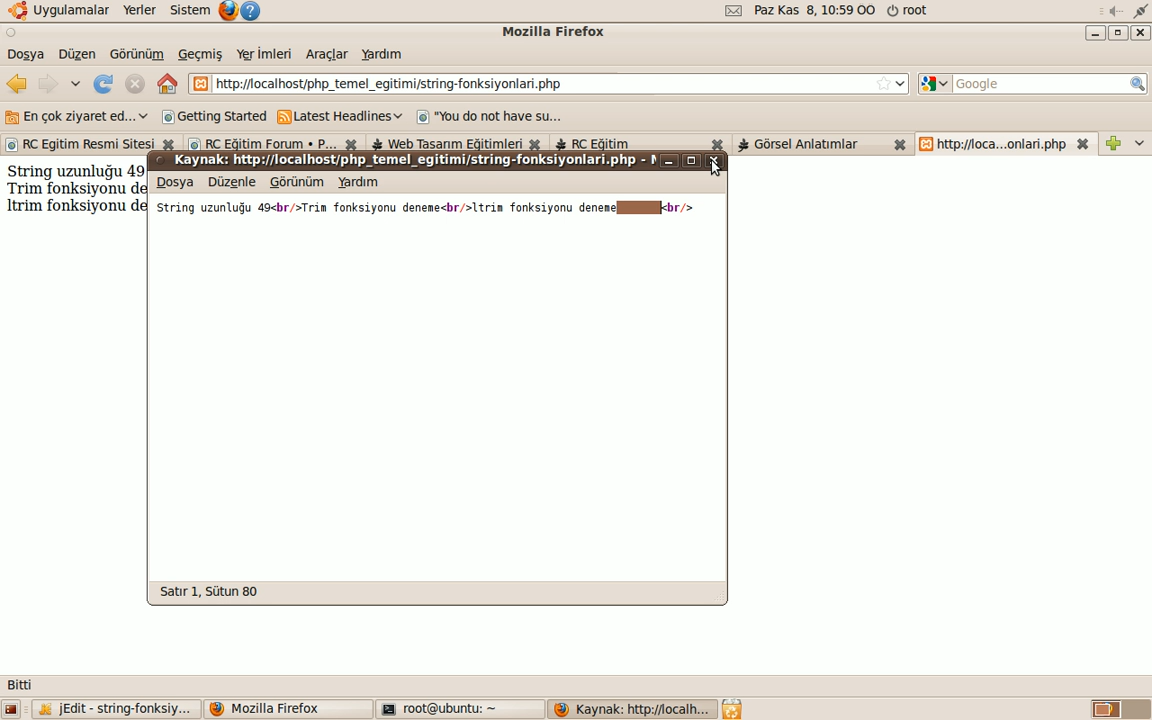 Uygulamalar Yerler Sistem Paz Kas 8, 10:59 ÖÖ root
Mozilla Firefox
Dosya Düzen Görünüm Geçmiş Yer İmleri Araçlar Yardım
http://localhost/php_temel_egitimi/string-fonksiyonlari.php Google
En çok ziyaret ed... Getting Started Latest Headlines "You do not have su...
RC Egitim Resmi Sitesi RC Eğitim Forum • P... Web Tasarım Eğitimleri RC Eğitim Görsel Anlatımlar http://loca...onlari.php
String uzunluğu 49
Trim fonksiyonu de
ltrim fonksiyonu de
Kaynak: http://localhost/php_temel_egitimi/string-fonksiyonlari.php - M
Dosya Düzenle Görünüm Yardım
String uzunluğu 49<br/>Trim fonksiyonu deneme<br/>ltrim fonksiyonu deneme       <br/>
Satır 1, Sütun 80
Bitti
jEdit - string-fonksiy... Mozilla Firefox root@ubuntu: ~ Kaynak: http://localh...